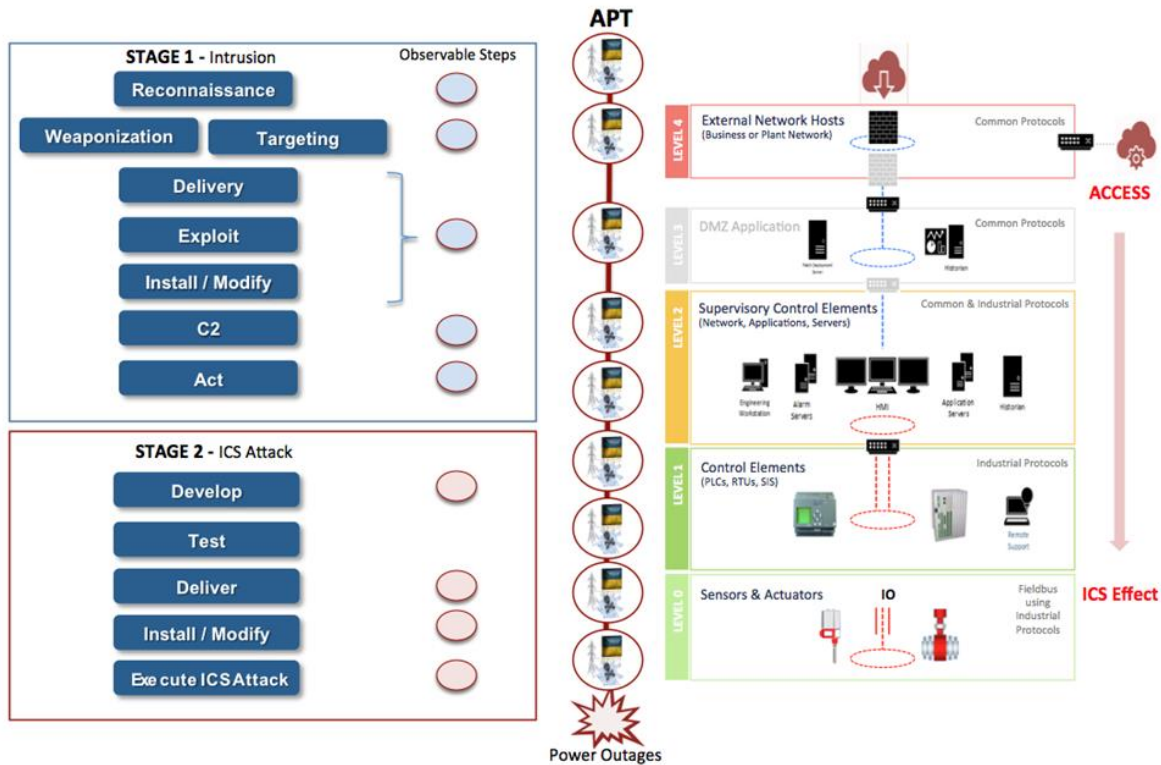 APT
STAGE 1 - Intrusion
Observable Steps
Reconnaissance
Weaponization
Targeting
Delivery
Exploit
Install / Modify
C2
Act
STAGE 2 - ICS Attack
Develop
Test
Deliver
Install / Modify
Execute ICS Attack
Power Outages
LEVEL 4
External Network Hosts
(Business or Plant Network)
Common Protocols
ACCESS
LEVEL 3
DMZ Application
Common Protocols
Server
Historian
LEVEL 2
Supervisory Control Elements
(Network, Applications, Servers)
Common & Industrial Protocols
Engineering
Workstation
Alarm
Servers
HMI
Application
Servers
Historian
LEVEL 1
Control Elements
(PLCs, RTUs, SIS)
Industrial Protocols
Remote
Support
LEVEL 0
Sensors & Actuators
IO
Fieldbus
using
Industrial
Protocols
ICS Effect